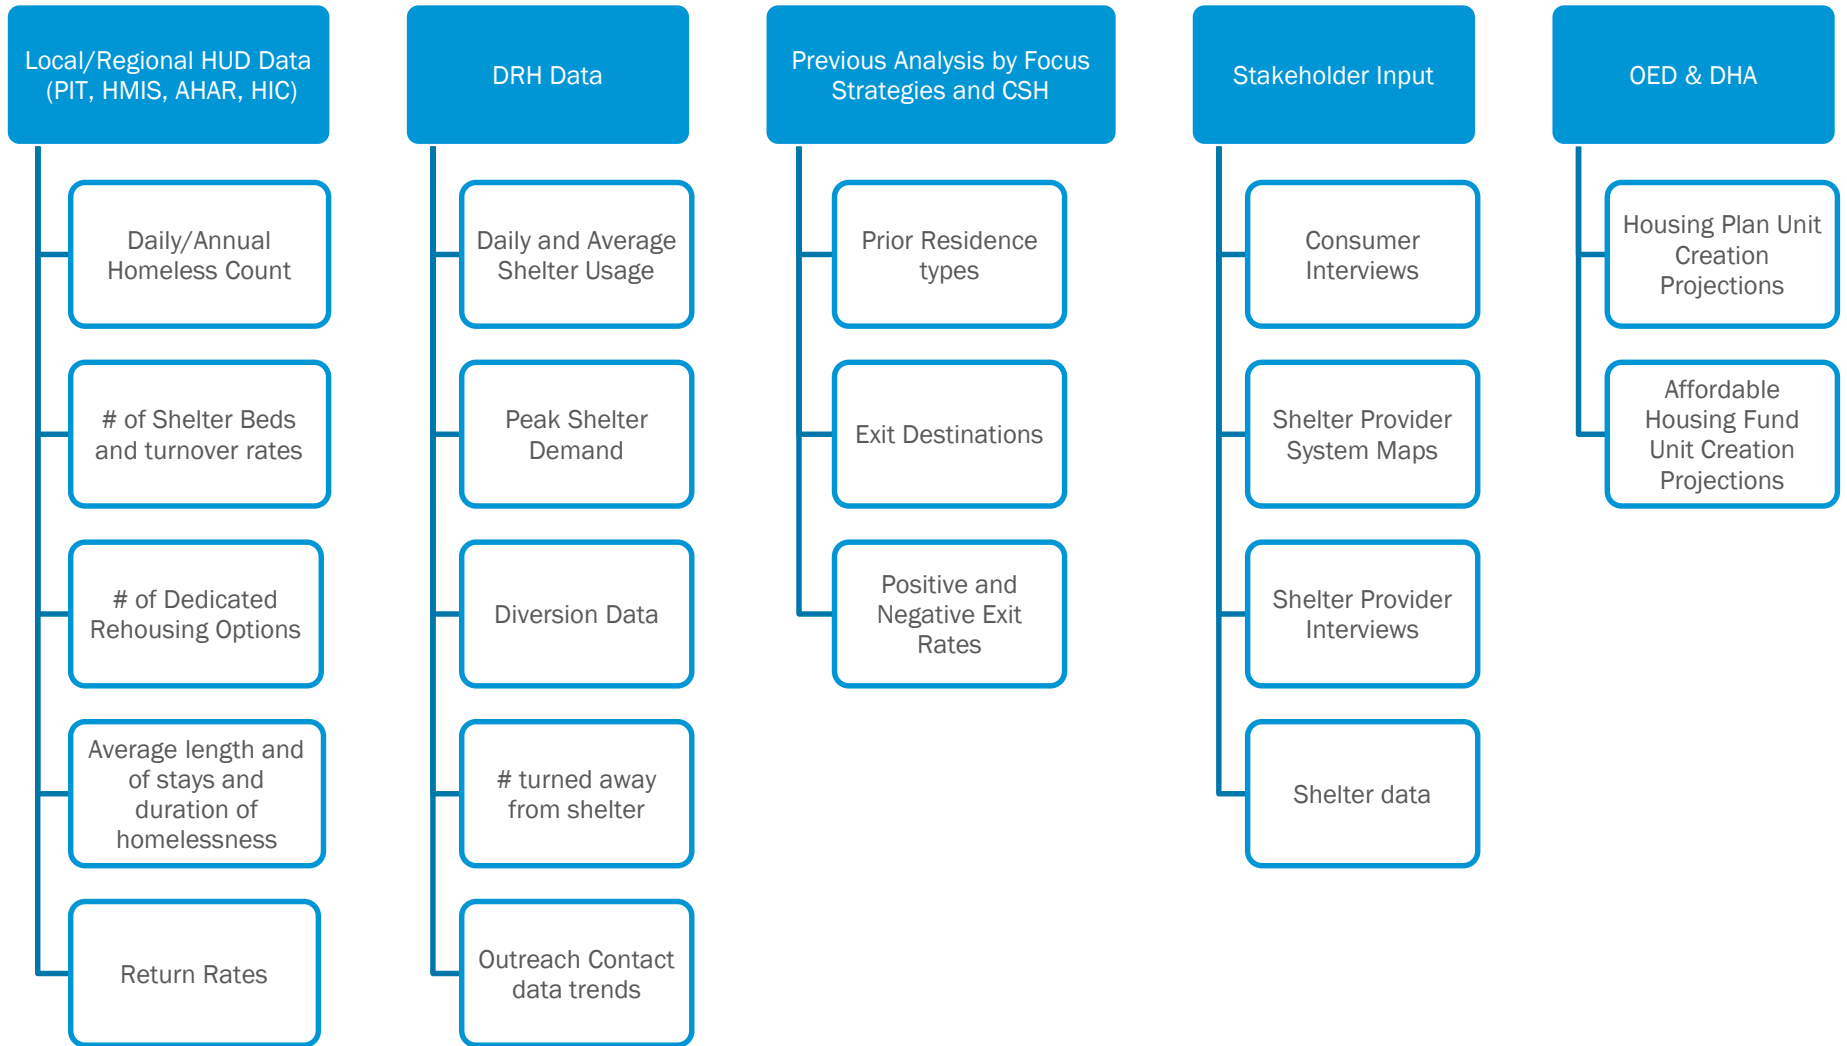 Local/Regional HUD Data
(PIT, HMIS, AHAR, HIC)
Daily/Annual
Homeless Count
# of Shelter Beds
and turnover rates
# of Dedicated
Rehousing Options
Average length and
of stays and
duration of
homelessness
Return Rates
DRH Data
Daily and Average
Shelter Usage
Peak Shelter
Demand
Diversion Data
# turned away
from shelter
Outreach Contact
data trends
Previous Analysis by Focus
Strategies and CSH
Prior Residence
types
Exit Destinations
Positive and
Negative Exit
Rates
Stakeholder Input
Consumer
Interviews
Shelter Provider
System Maps
Shelter Provider
Interviews
Shelter data
OED & DHA
Housing Plan Unit
Creation
Projections
Affordable
Housing Fund
Unit Creation
Projections